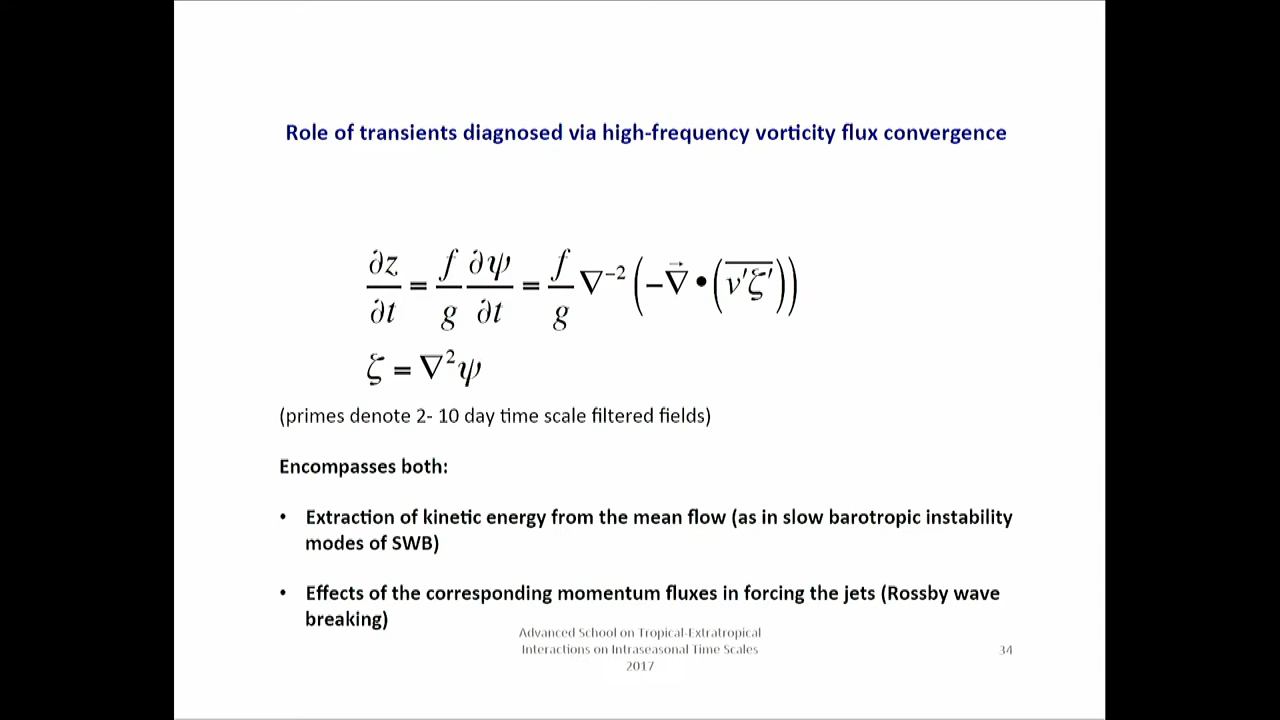 Role of transients diagnosed via high-frequency vorticity flux convergence
∂z/∂t = f/g ∂ψ/∂t = f/g ∇⁻² (−∇⃗ • (v′ζ′‾))
ζ = ∇²ψ
(primes denote 2- 10 day time scale filtered fields)
Encompasses both:
• Extraction of kinetic energy from the mean flow (as in slow barotropic instability
modes of SWB)
• Effects of the corresponding momentum fluxes in forcing the jets (Rossby wave
breaking)
Advanced School on Tropical-Extratropical
Interactions on Intraseasonal Time Scales
2017
34